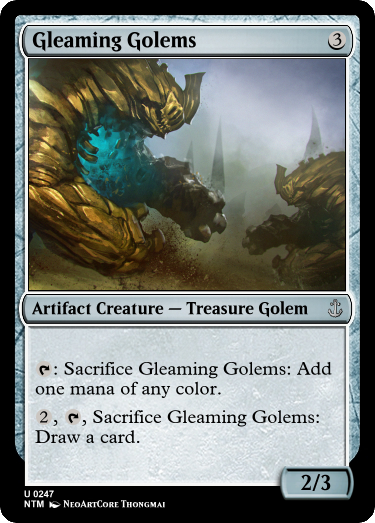 Gleaming Golems 3
Artifact Creature — Treasure Golem
: Sacrifice Gleaming Golems: Add
one mana of any color.
2, , Sacrifice Gleaming Golems:
Draw a card.
2/3
U 0247
NTM NeoArtCore Thongmai